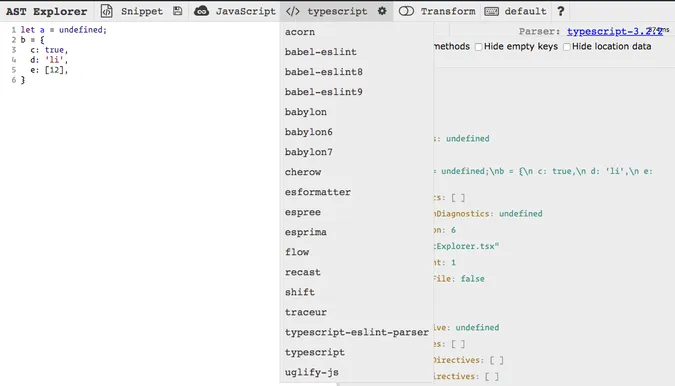 AST Explorer Snippet JavaScript </> typescript Transform default ?
Parser: typescript-3.2.2
methods Hide empty keys Hide location data
1 let a = undefined;
2 b = {
3 c: true,
4 d: 'li',
5 e: [12],
6 }
acorn
babel-eslint
babel-eslint8
babel-eslint9
babylon
babylon6
babylon7
cherow
esformatter
espree
esprima
flow
recast
shift
traceur
typescript-eslint-parser
typescript
uglify-js
s: undefined
= undefined;\nb = {\n c: true,\n d: 'li',\n e:
cs: [ ]
nDiagnostics: undefined
on: 6
tExplorer.tsx"
nt: 1
File: false
ive: undefined
es: [ ]
Directives: [ ]
irectives: [ ]